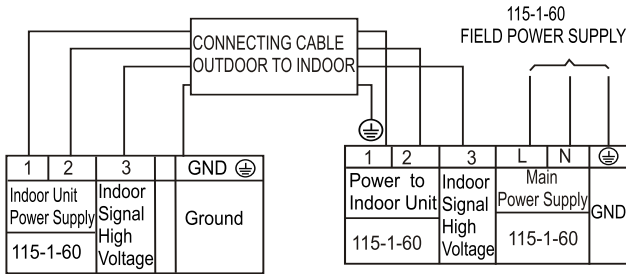 115-1-60
FIELD POWER SUPPLY
CONNECTING CABLE
OUTDOOR TO INDOOR
1 2 3 GND
Indoor Unit
Power Supply
115-1-60
Indoor
Signal
High
Voltage
Ground
1 2 3 L N
Power to
Indoor Unit
115-1-60
Indoor
Signal
High
Voltage
Main
Power Supply
115-1-60
GND